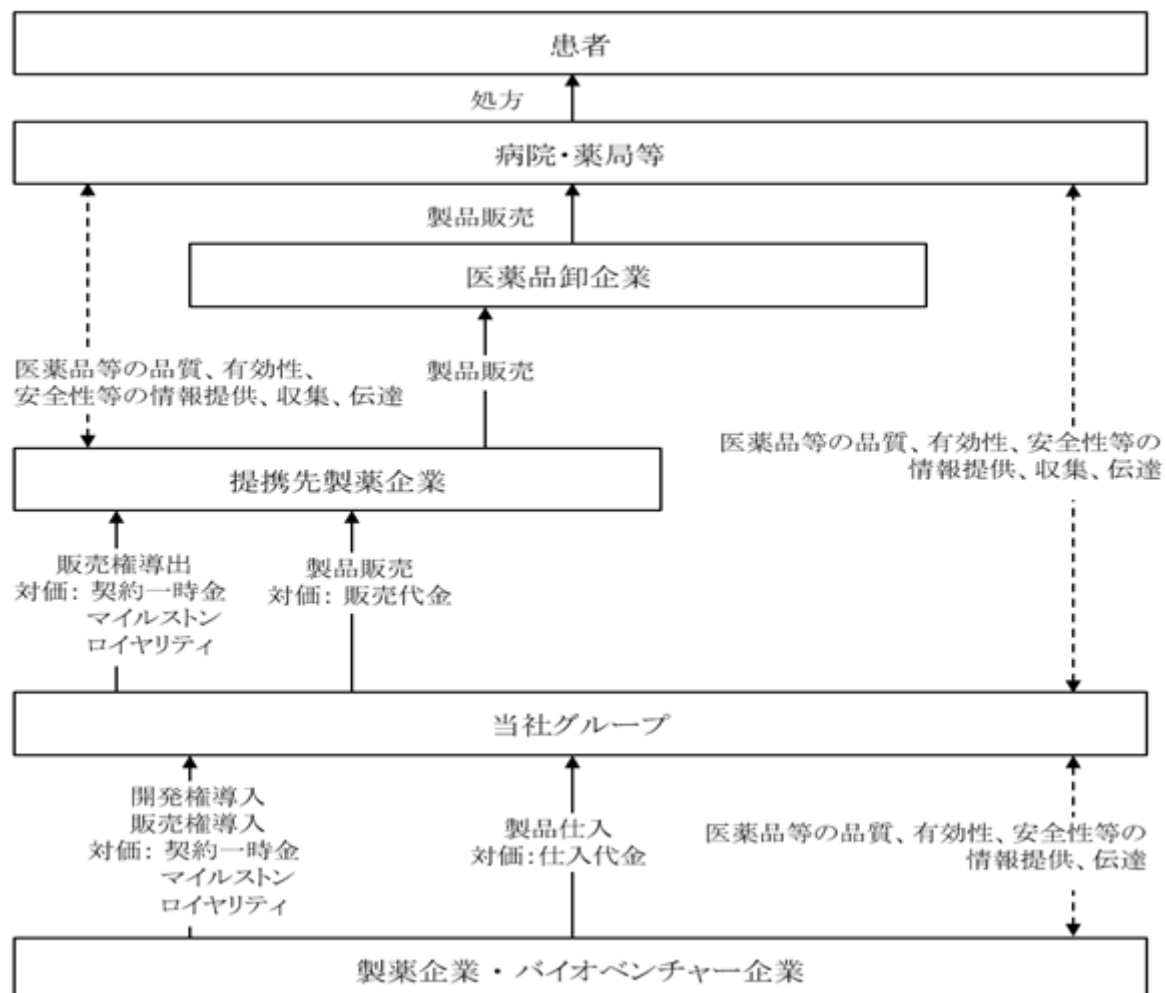 患者
処方
病院・薬局等
製品販売
医薬品卸企業
医薬品等の品質、有効性、
安全性等の情報提供、収集、伝達
製品販売
医薬品等の品質、有効性、安全性等の
情報提供、収集、伝達
提携先製薬企業
販売権導出
対価：契約一時金
マイルストン
ロイヤリティ
製品販売
対価：販売代金
当社グループ
開発権導入
販売権導入
対価：契約一時金
マイルストン
ロイヤリティ
製品仕入
対価：仕入代金
医薬品等の品質、有効性、安全性等の
情報提供、伝達
製薬企業・バイオベンチャー企業